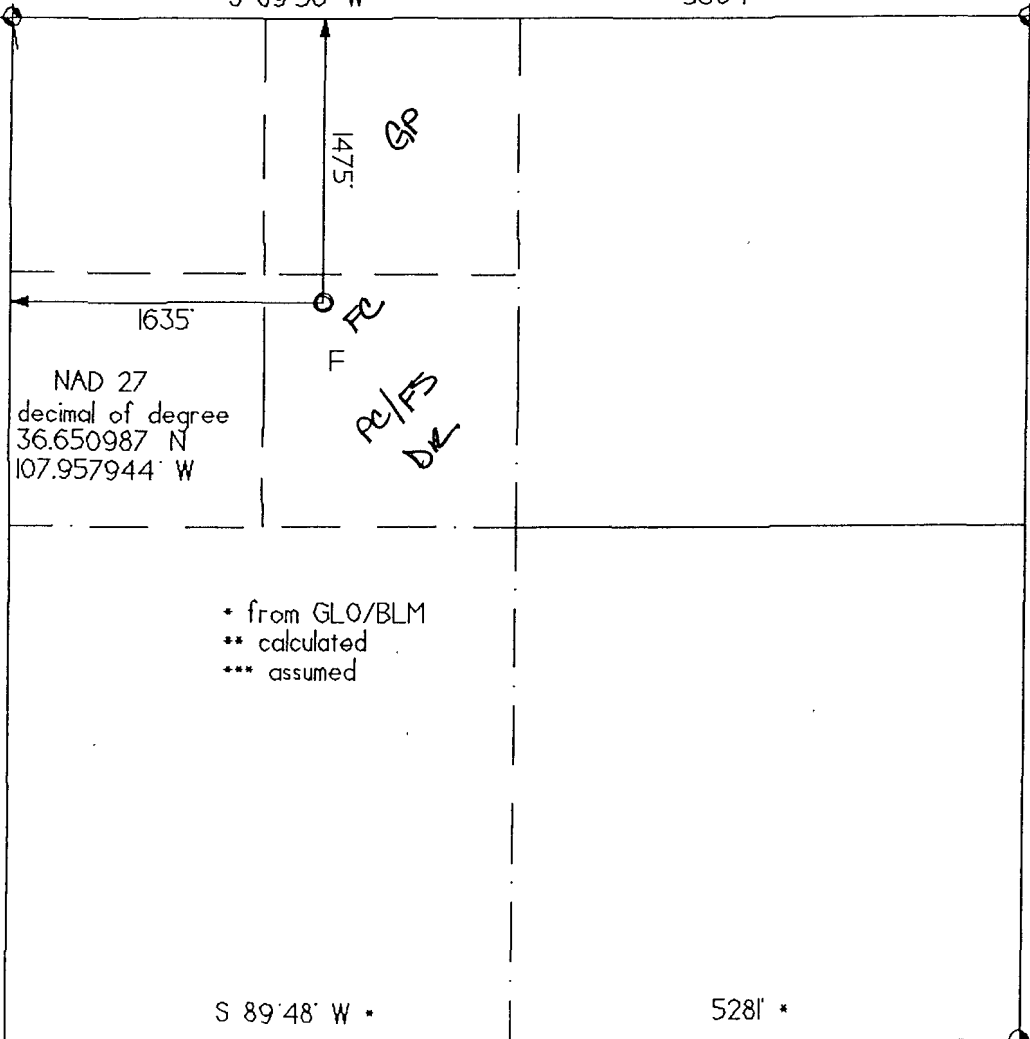 1475'
GP
1635'
FC
F
PC/FS
DK
NAD 27
decimal of degree
36.650987 N
107.957944' W
* from GLO/BLM
** calculated
*** assumed
S 89°48' W *
5281' *